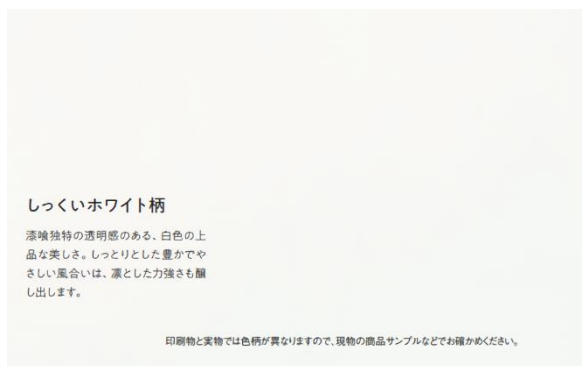 しっくいホワイト柄
漆喰独特の透明感のある、白色の上
品な美しさ。しっとりとした豊かでや
さしい風合いは、凛とした力強さも醸
し出します。
印刷物と実物では色柄が異なりますので、現物の商品サンプルなどでお確かめください。